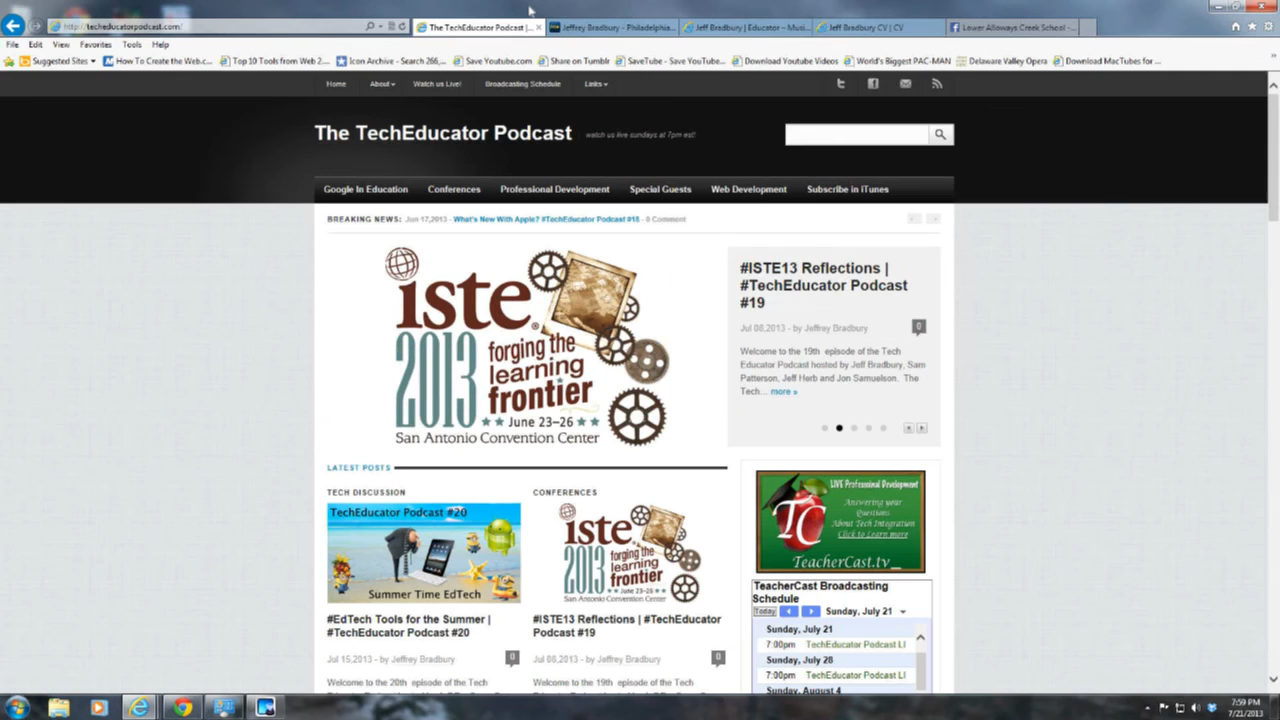 http://techeducatorpodcast.com/
The TechEducator Podcast |...
Jeffrey Bradbury - Philadelphia...
Jeff Bradbury | Educator – Musi...
Jeff Bradbury CV | CV
Lower Alloways Creek School -...
File Edit View Favorites Tools Help
Suggested Sites
How To Create the Web.c...
Top 10 Tools from Web 2....
Icon Archive - Search 266,...
Save Youtube.com
Share on Tumblr
SaveTube - Save YouTube...
Download Youtube Videos
World's Biggest PAC-MAN
Delaware Valley Opera
Download MacTubes for ...
Home About Watch us Live! Broadcasting Schedule Links
The TechEducator Podcast
watch us live sundays at 7pm est!
Google In Education Conferences Professional Development Special Guests Web Development Subscribe in iTunes
BREAKING NEWS: Jun 17,2013 - What's New With Apple? #TechEducator Podcast #18 - 0 Comment
iste®
2013
forging the
learning
frontier
June 23–26
San Antonio Convention Center
#ISTE13 Reflections |
#TechEducator Podcast
#19
Jul 08,2013 - by Jeffrey Bradbury
0
Welcome to the 19th episode of the Tech
Educator Podcast hosted by Jeff Bradbury, Sam
Patterson, Jeff Herb and Jon Samuelson. The
Tech... more »
LATEST POSTS
TECH DISCUSSION
TechEducator Podcast #20
Summer Time EdTech
#EdTech Tools for the Summer |
#TechEducator Podcast #20
Jul 15,2013 - by Jeffrey Bradbury
0
Welcome to the 20th episode of the Tech
CONFERENCES
iste
2013
forging the
learning
frontier
June 23–26
San Antonio Convention Center
#ISTE13 Reflections | #TechEducator
Podcast #19
Jul 08,2013 - by Jeffrey Bradbury
0
Welcome to the 19th episode of the Tech
LIVE Professional Development
Answering your
Questions
About Tech Integration
Click to Learn more
TC
TeacherCast.tv_
TeacherCast Broadcasting
Schedule
Today Sunday, July 21
Sunday, July 21
7:00pm TechEducator Podcast LI
Sunday, July 28
7:00pm TechEducator Podcast LI
Sunday, August 4
7:59 PM
7/21/2013